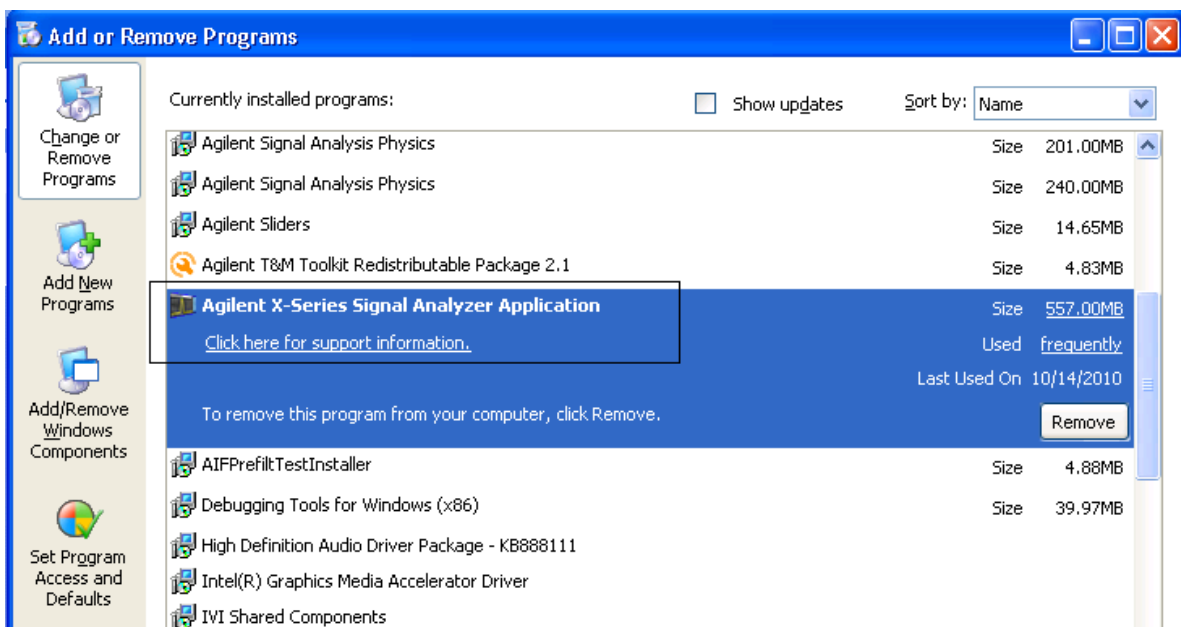 Add or Remove Programs
Change or
Remove
Programs
Add New
Programs
Add/Remove
Windows
Components
Set Program
Access and
Defaults
Currently installed programs:
Show updates
Sort by: Name
Agilent Signal Analysis Physics Size 201.00MB
Agilent Signal Analysis Physics Size 240.00MB
Agilent Sliders Size 14.65MB
Agilent T&M Toolkit Redistributable Package 2.1 Size 4.83MB
Agilent X-Series Signal Analyzer Application Size 557.00MB
Click here for support information. Used frequently
Last Used On 10/14/2010
To remove this program from your computer, click Remove. Remove
AIFPrefiltTestInstaller Size 4.88MB
Debugging Tools for Windows (x86) Size 39.97MB
High Definition Audio Driver Package - KB888111
Intel(R) Graphics Media Accelerator Driver
IVI Shared Components